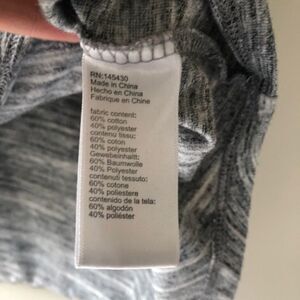 RN:145430
Made in China
Hecho en China
Fabrique en Chine
fabric content:
60% cotton
40% polyester
contenu tissu:
60% coton
40% polyester
Gewebeinhalt:
60% Baumwolle
40% Polyester
contenuti tessuto:
60% cotone
40% poliestere
contenido de la tela:
60% algodón
40% poliéster